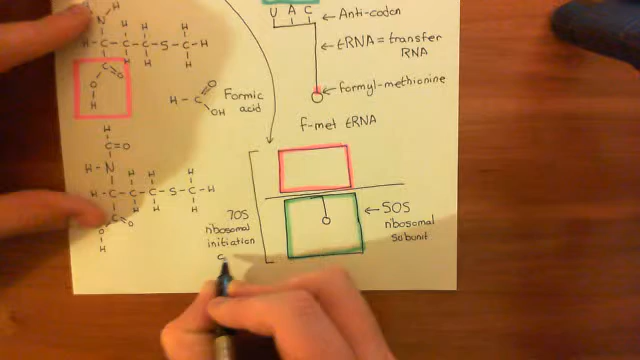 U A C
Anti-codon
tRNA = transfer
RNA
formyl-methionine
f-met tRNA
H H H H
H N
H - C - C - C - S - C - H
H H H
C = O
O
H
H - C = O
OH
Formic
acid
H
C = O
H - N H
H - C - C - C - S - C - H
H H H
C = O
O
H
70S
ribosomal
initiation
c
50S
ribosomal
subunit